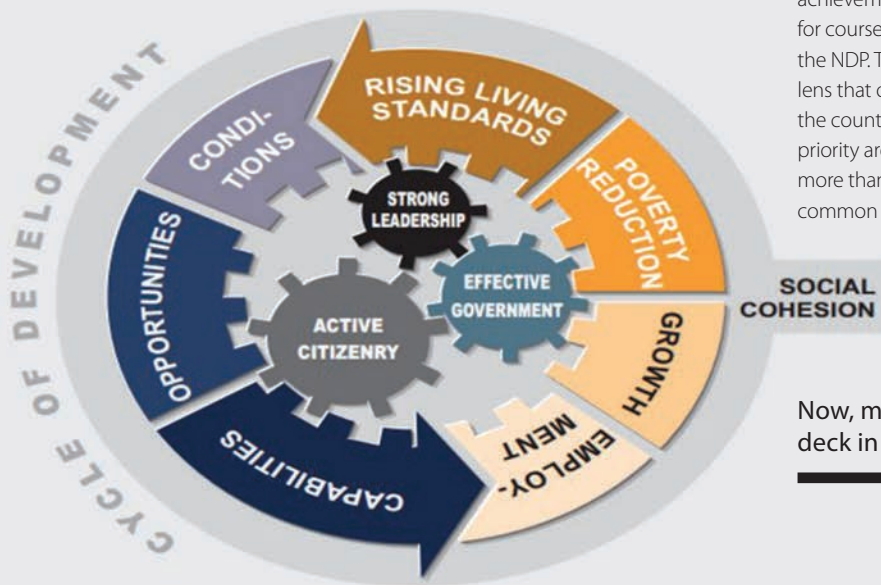 CYCLE OF DEVELOPMENT
RISING LIVING
STANDARDS
POVERTY
REDUCTION
GROWTH
EMPLOY-
MENT
CAPABILITIES
OPPORTUNITIES
CONDI-
TIONS
STRONG
LEADERSHIP
EFFECTIVE
GOVERNMENT
ACTIVE
CITIZENRY
SOCIAL
COHESION
for course
the NDP. T
lens that c
the count
priority ar
more than
common
Now, m
deck in